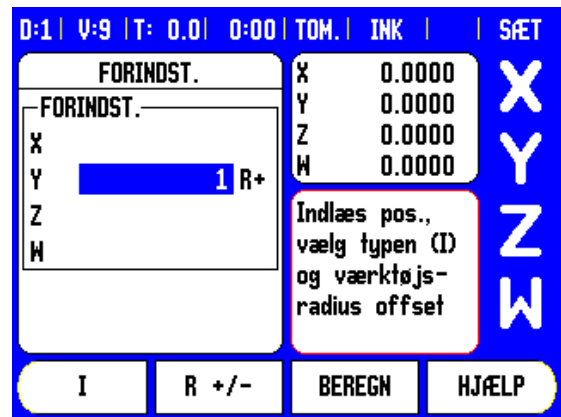 D:1| V:9 |T: 0.0| 0:00| TOM.| INK | | SÆT
FORINDST.
FORINDST.
X
Y 1 R+
Z
W
X 0.0000
Y 0.0000
Z 0.0000
W 0.0000
Indlæs pos.,
vælg typen (I)
og værktøjs-
radius offset
X
Y
Z
W
I R +/- BEREGN HJÆLP